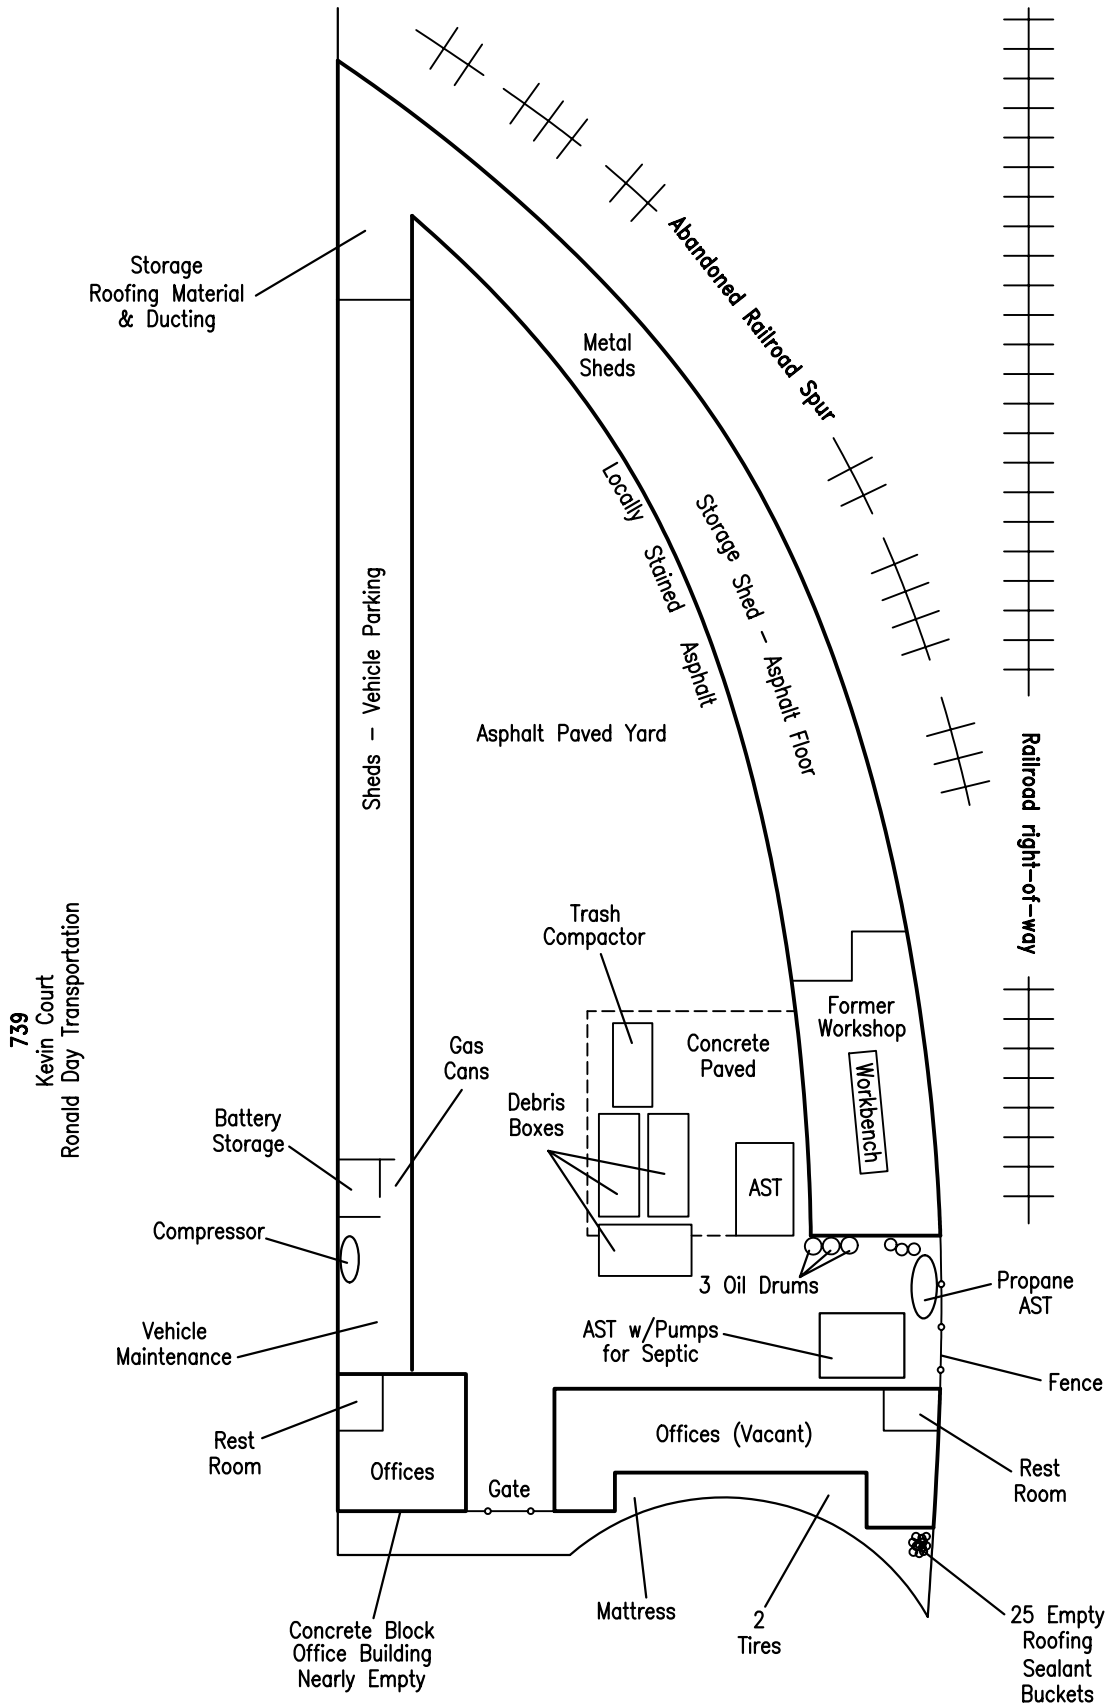 Abandoned Railroad Spur
Storage
Roofing Material
& Ducting
Metal
Sheds
Locally Stained Asphalt
Storage Shed - Asphalt Floor
Sheds - Vehicle Parking
Asphalt Paved Yard
Railroad right-of-way
739
Kevin Court
Ronald Day Transportation
Trash
Compactor
Former
Workshop
Workbench
Concrete
Paved
Gas
Cans
Debris
Boxes
Battery
Storage
AST
Compressor
3 Oil Drums
Propane
AST
Vehicle
Maintenance
AST w/Pumps
for Septic
Fence
Rest
Room
Offices
Offices (Vacant)
Gate
Rest
Room
Mattress
2
Tires
25 Empty
Roofing
Sealant
Buckets
Concrete Block
Office Building
Nearly Empty